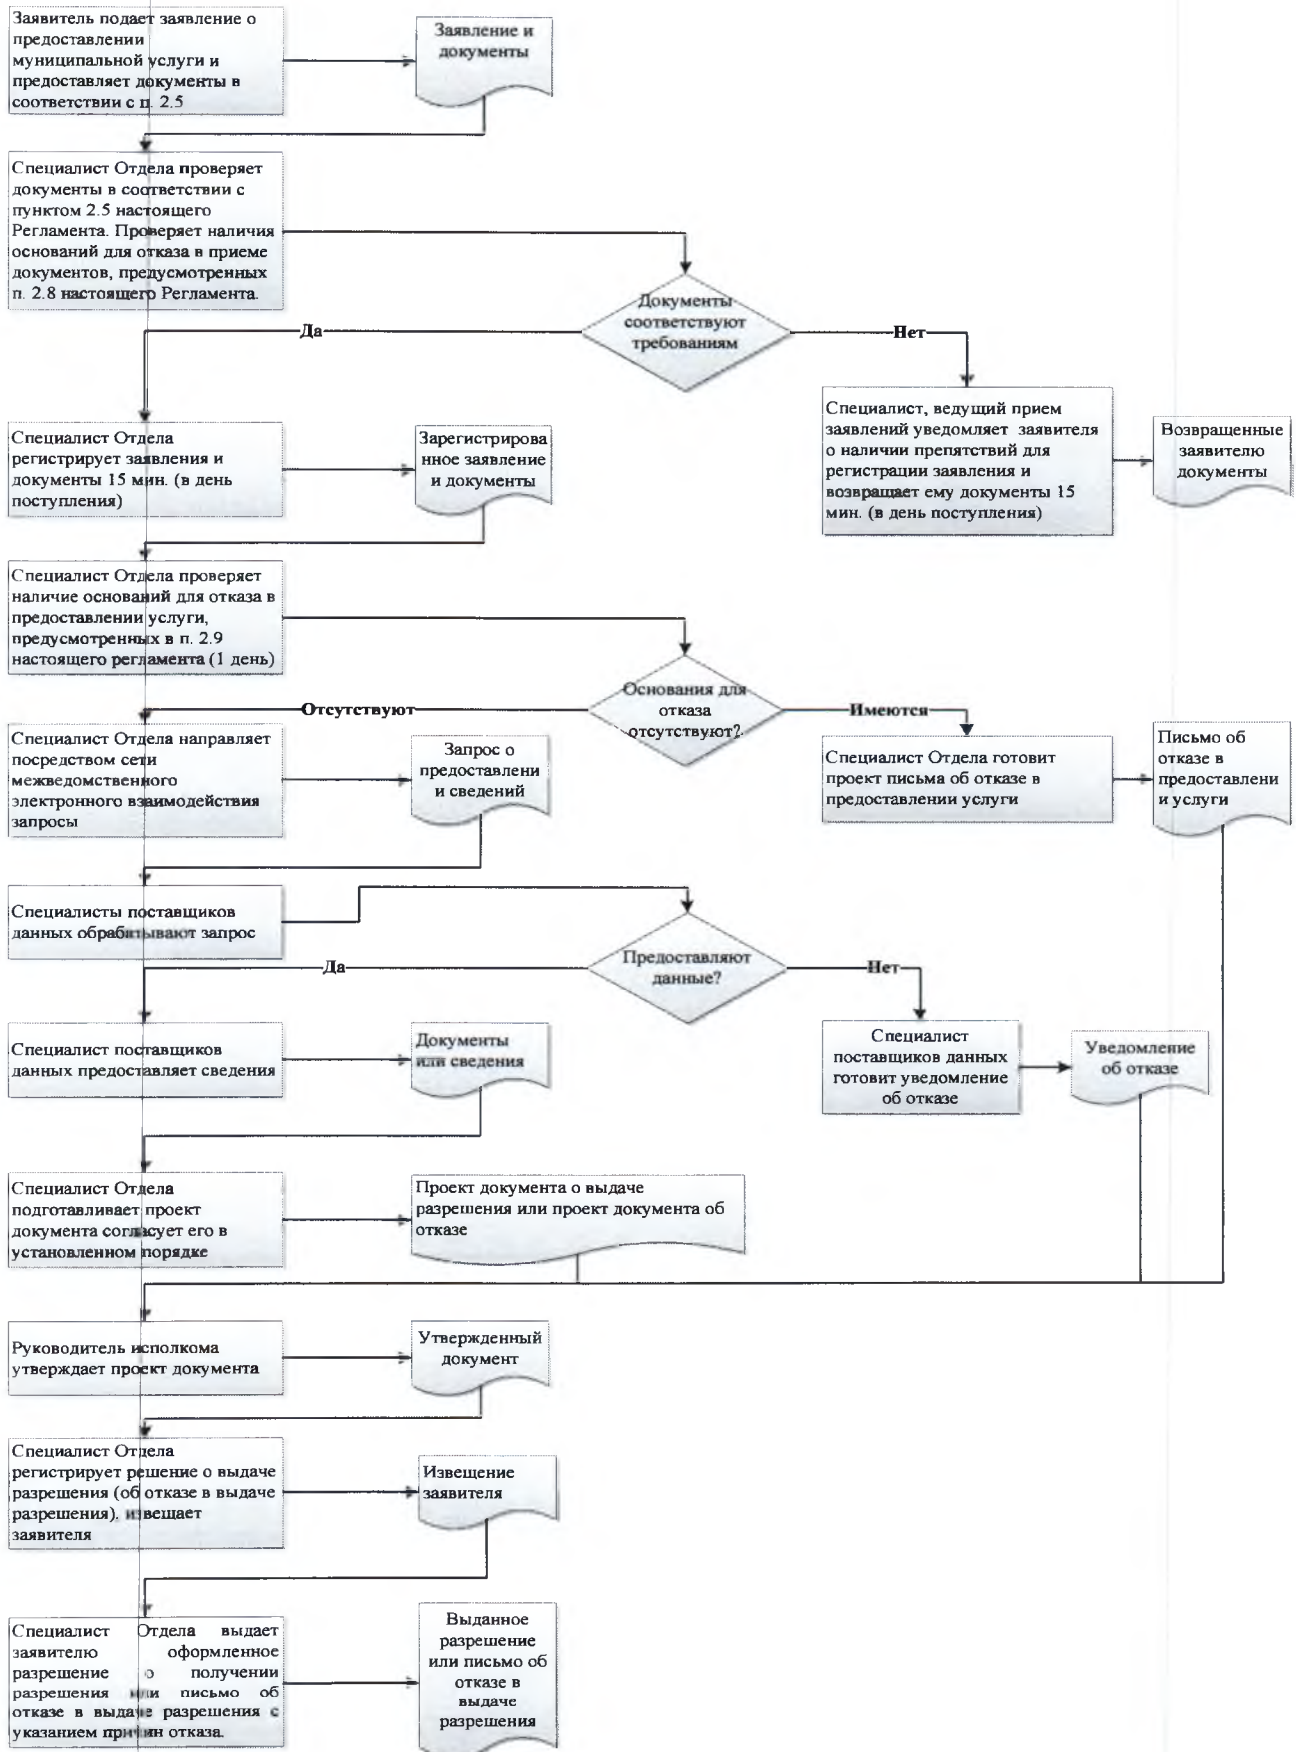 Заявитель подает заявление о
предоставлении
муниципальной услуги и
предоставляет документы в
соответствии с п. 2.5
Заявление и
документы
Специалист Отдела проверяет
документы в соответствии с
пунктом 2.5 настоящего
Регламента. Проверяет наличия
оснований для отказа в приеме
документов, предусмотренных
п. 2.8 настоящего Регламента.
Документы
соответствуют
требованиям
Да
Нет
Специалист Отдела
регистрирует заявления и
документы 15 мин. (в день
поступления)
Зарегистрирова
нное заявление
и документы
Специалист, ведущий прием
заявлений уведомляет заявителя
о наличии препятствий для
регистрации заявления и
возвращает ему документы 15
мин. (в день поступления)
Возвращенные
заявителю
документы
Специалист Отдела проверяет
наличие оснований для отказа в
предоставлении услуги,
предусмотренных в п. 2.9
настоящего регламента (1 день)
Основания для
отказа
отсутствуют?
Отсутствуют
Имеются
Специалист Отдела направляет
посредством сети
межведомственного
электронного взаимодействия
запросы
Запрос о
предоставлени
и сведений
Специалист Отдела готовит
проект письма об отказе в
предоставлении услуги
Письмо об
отказе в
предоставлени
и услуги
Специалисты поставщиков
данных обрабатывают запрос
Предоставляют
данные?
Да
Нет
Специалист поставщиков
данных предоставляет сведения
Документы
или сведения
Специалист
поставщиков данных
готовит уведомление
об отказе
Уведомление
об отказе
Специалист Отдела
подготавливает проект
документа согласует его в
установленном порядке
Проект документа о выдаче
разрешения или проект документа об
отказе
Руководитель исполкома
утверждает проект документа
Утвержденный
документ
Специалист Отдела
регистрирует решение о выдаче
разрешения (об отказе в выдаче
разрешения). извещает
заявителя
Извещение
заявителя
Специалист Отдела выдает
заявителю оформленное
разрешение о получении
разрешения или письмо об
отказе в выдаче разрешения с
указанием причин отказа.
Выданное
разрешение
или письмо об
отказе в
выдаче
разрешения